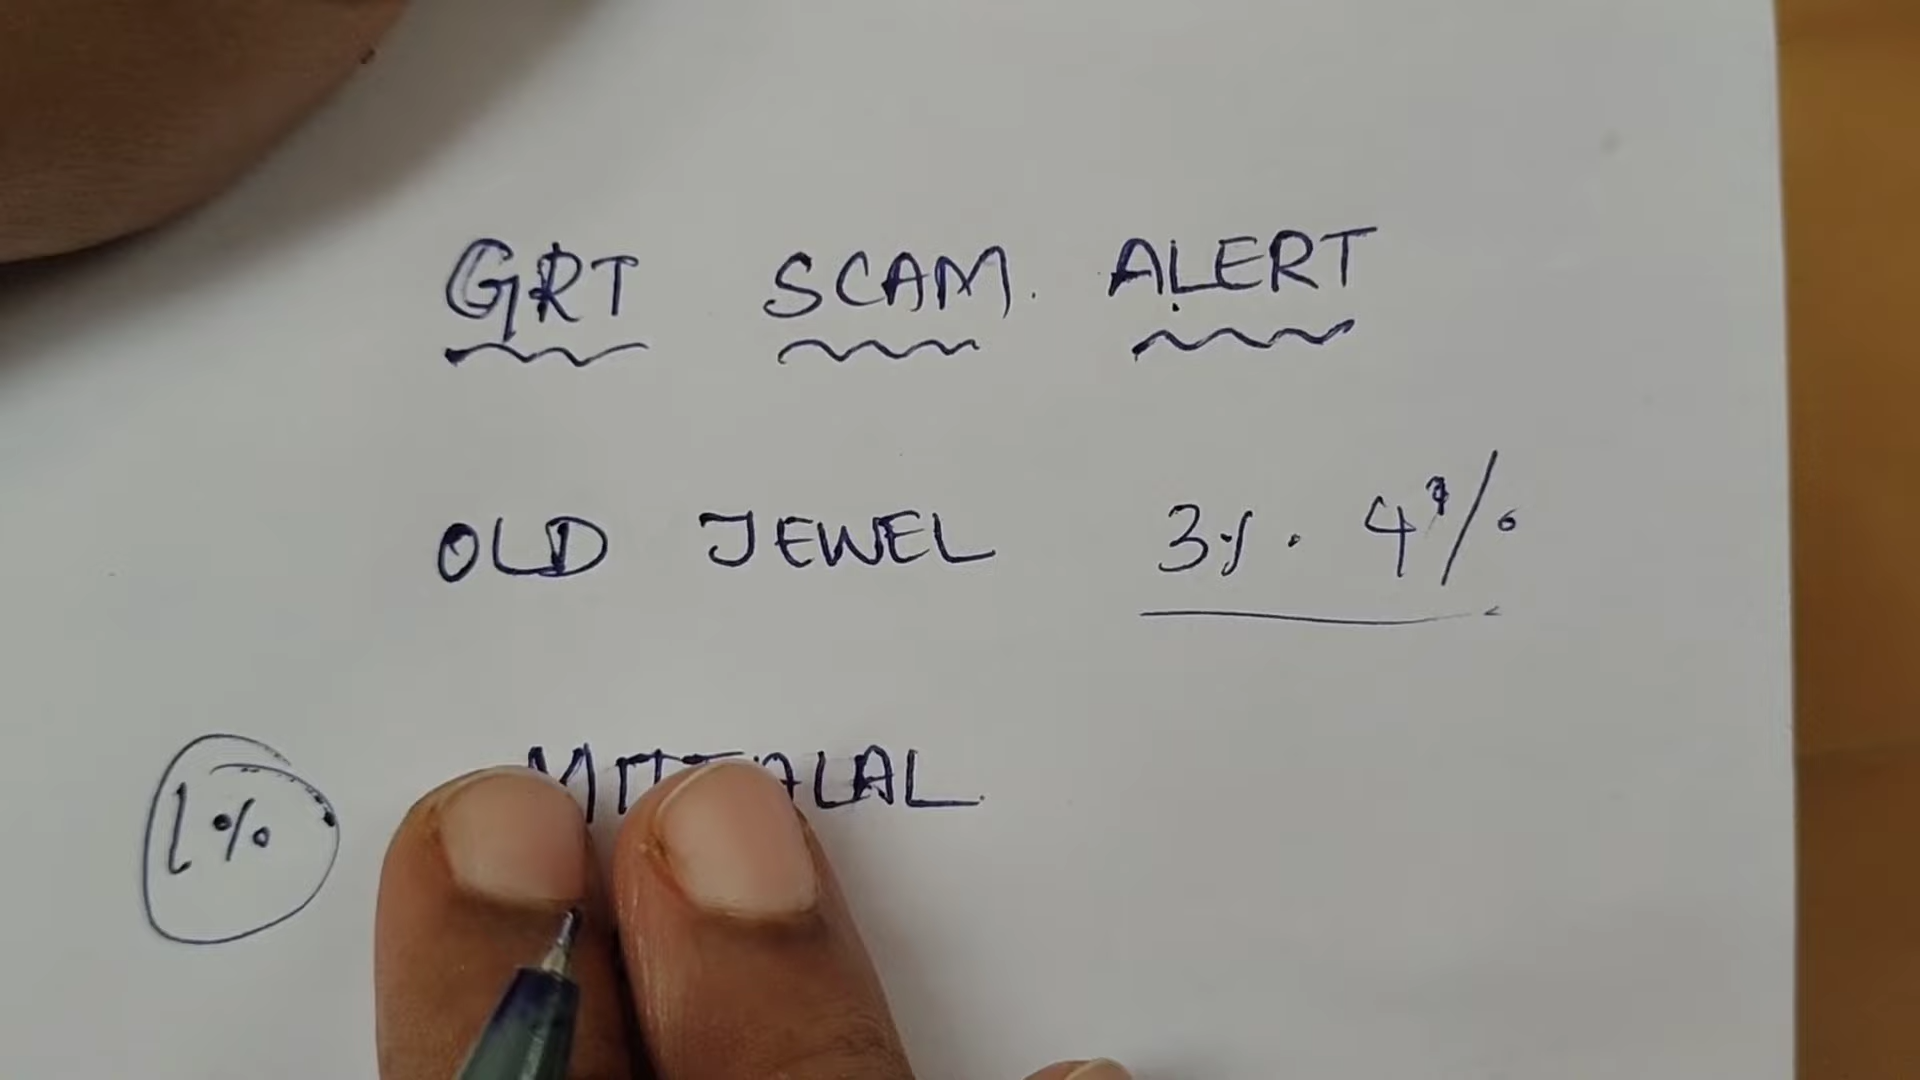 GRT SCAM. ALERT
OLD JEWEL 3% . 4%
1%